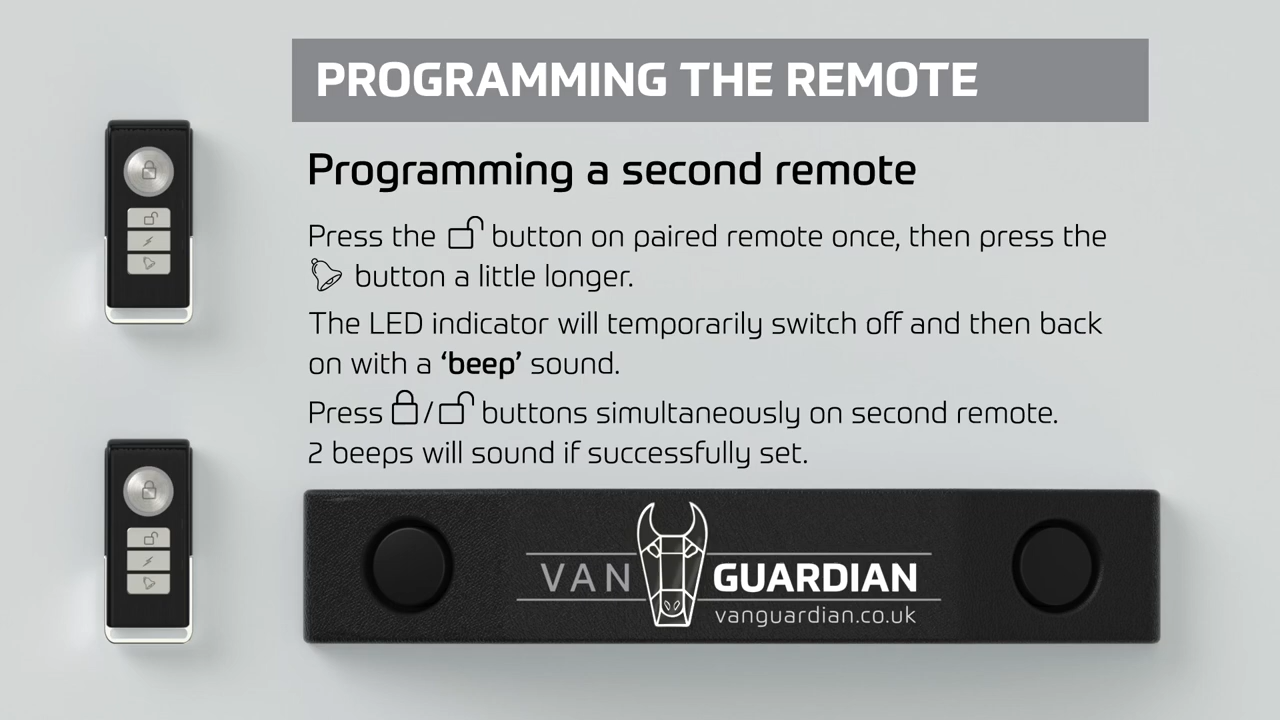 PROGRAMMING THE REMOTE
Programming a second remote
Press the button on paired remote once, then press the
button a little longer.
The LED indicator will temporarily switch off and then back
on with a ‘beep’ sound.
Press / buttons simultaneously on second remote.
2 beeps will sound if successfully set.
VAN GUARDIAN
vanguardian.co.uk